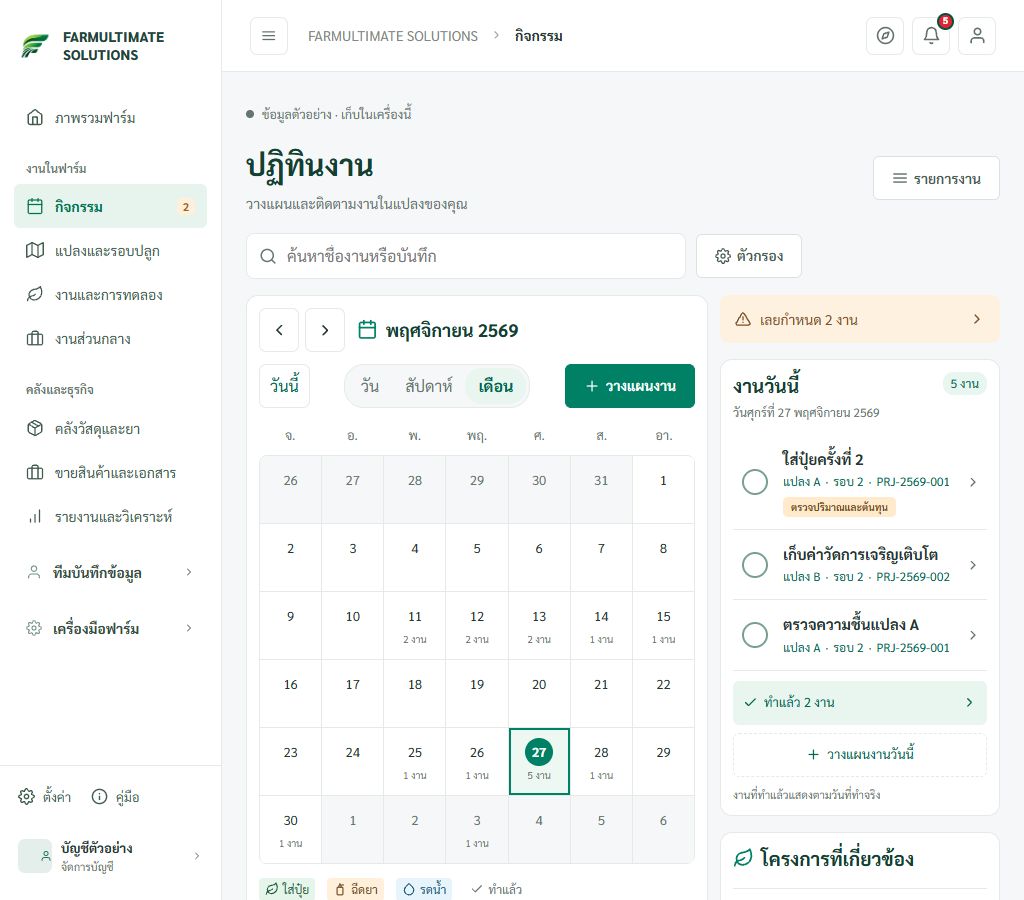 FARMULTIMATE
SOLUTIONS
ภาพรวมฟาร์ม
งานในฟาร์ม
กิจกรรม 2
แปลงและรอบปลูก
งานและการทดลอง
งานส่วนกลาง
คลังและธุรกิจ
คลังวัสดุและยา
ขายสินค้าและเอกสาร
รายงานและวิเคราะห์
ทีมบันทึกข้อมูล
เครื่องมือฟาร์ม
ตั้งค่า คู่มือ
บัญชีตัวอย่าง
จัดการบัญชี
FARMULTIMATE SOLUTIONS กิจกรรม
5
ข้อมูลตัวอย่าง · เก็บในเครื่องนี้
ปฏิทินงาน
วางแผนและติดตามงานในแปลงของคุณ
รายการงาน
ค้นหาชื่องานหรือบันทึก
ตัวกรอง
พฤศจิกายน 2569
วันนี้ วัน สัปดาห์ เดือน + วางแผนงาน
จ. อ. พ. พฤ. ศ. ส. อา.
26 27 28 29 30 31 1
2 3 4 5 6 7 8
9 10 11 12 13 14 15
2 งาน 2 งาน 2 งาน 1 งาน 1 งาน
16 17 18 19 20 21 22
23 24 25 26 27 28 29
1 งาน 1 งาน 5 งาน 1 งาน
30 1 2 3 4 5 6
1 งาน 1 งาน
ใส่ปุ๋ย ฉีดยา รดน้ำ ทำแล้ว
เลยกำหนด 2 งาน
งานวันนี้ 5 งาน
วันศุกร์ที่ 27 พฤศจิกายน 2569
ใส่ปุ๋ยครั้งที่ 2
แปลง A · รอบ 2 · PRJ-2569-001
ตรวจปริมาณและต้นทุน
เก็บค่าวัดการเจริญเติบโต
แปลง B · รอบ 2 · PRJ-2569-002
ตรวจความชื้นแปลง A
แปลง A · รอบ 2 · PRJ-2569-001
ทำแล้ว 2 งาน
+ วางแผนงานวันนี้
งานที่ทำแล้วแสดงตามวันที่ทำจริง
โครงการที่เกี่ยวข้อง